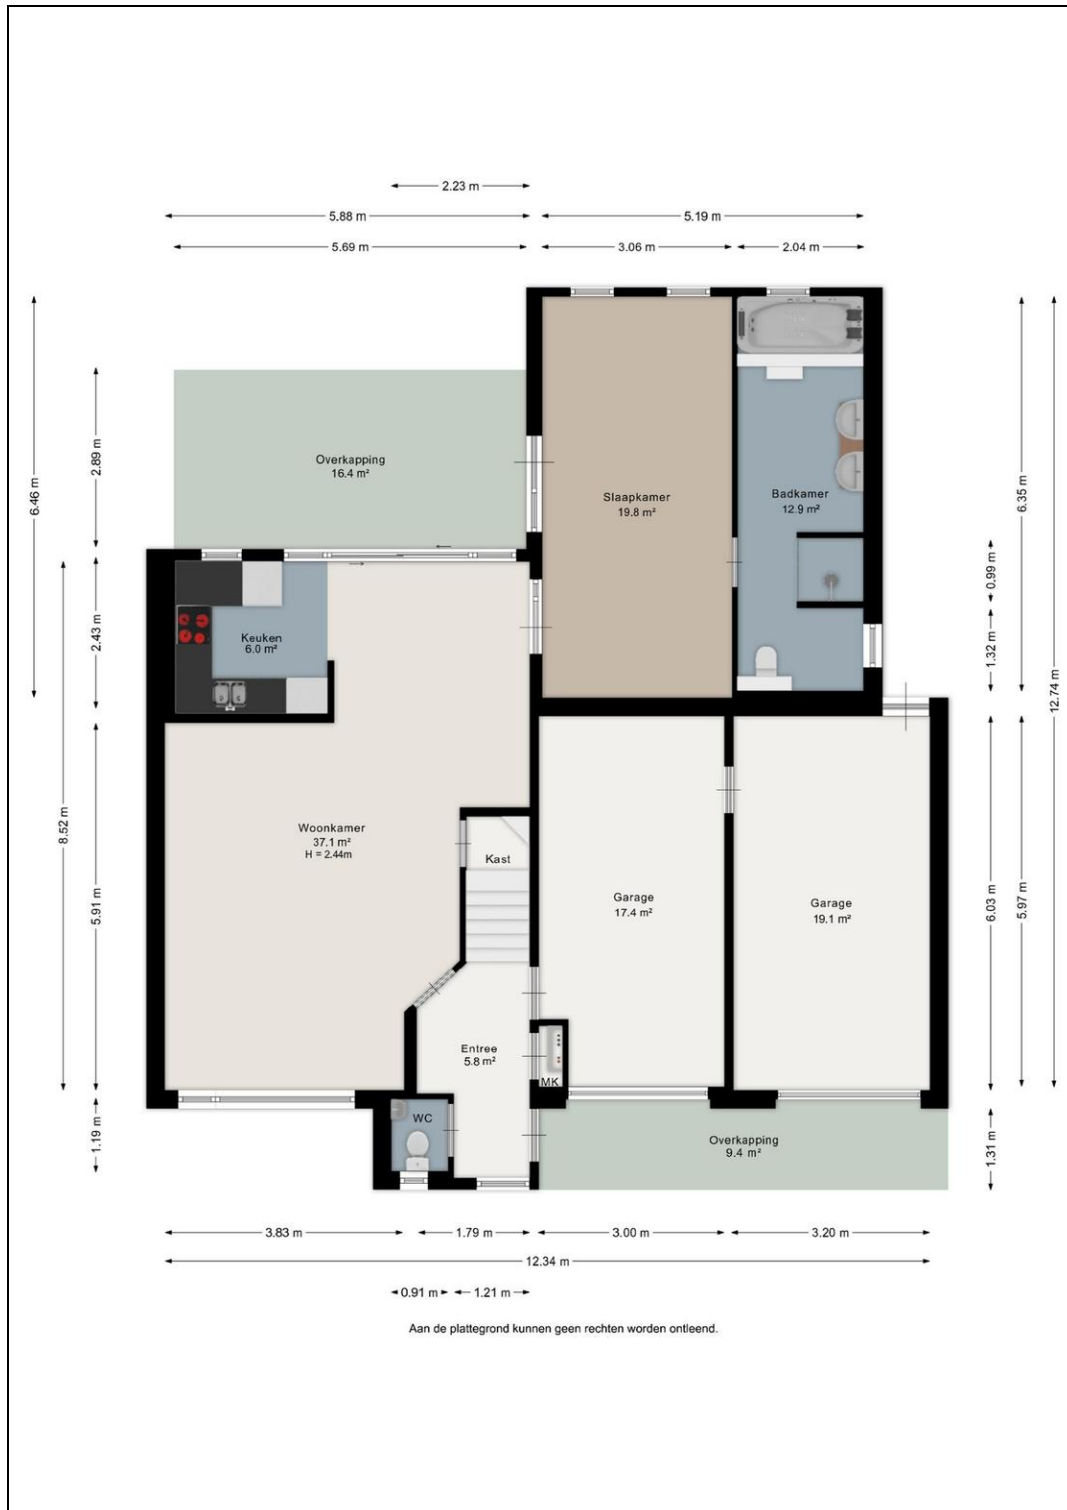 2.23 m
5.88 m
5.19 m
5.69 m
3.06 m
2.04 m
6.46 m
2.89 m
2.43 m
8.52 m
5.91 m
1.19 m
6.35 m
0.99 m
1.32 m
12.74 m
6.03 m
5.97 m
1.31 m
Overkapping
16.4 m²
Slaapkamer
19.8 m²
Badkamer
12.9 m²
Keuken
6.0 m²
Woonkamer
37.1 m²
H = 2.44m
Kast
Garage
17.4 m²
Garage
19.1 m²
Entree
5.8 m²
MK
WC
Overkapping
9.4 m²
3.83 m
1.79 m
3.00 m
3.20 m
12.34 m
0.91 m
1.21 m
Aan de plattegrond kunnen geen rechten worden ontleend.